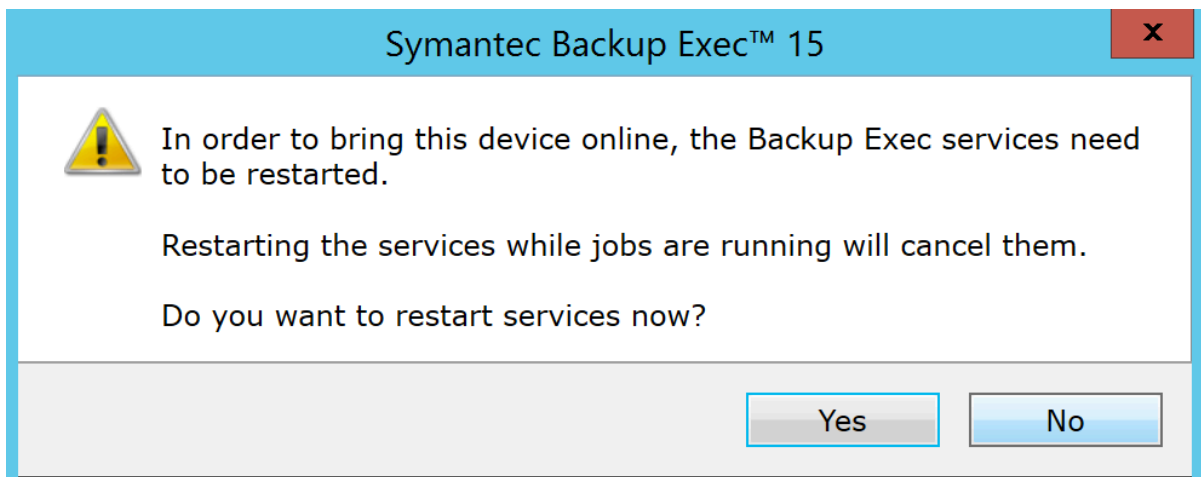 Symantec Backup Exec™ 15
x
In order to bring this device online, the Backup Exec services need
to be restarted.
Restarting the services while jobs are running will cancel them.
Do you want to restart services now?
Yes
No